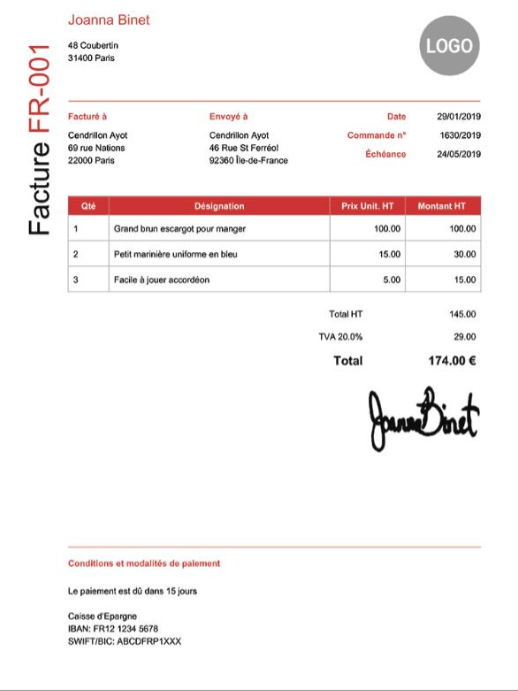 Joanna Binet
48 Coubertin
31400 Paris
LOGO
Facture FR-001
Facturé à
Cendrillon Ayot
69 rue Nations
22000 Paris
Envoyé à
Cendrillon Ayot
46 Rue St Ferréol
92360 Île-de-France
Date 29/01/2019
Commande n° 1630/2019
Échéance 24/05/2019
Qté Désignation Prix Unit. HT Montant HT
1 Grand brun escargot pour manger 100.00 100.00
2 Petit marinière uniforme en bleu 15.00 30.00
3 Facile à jouer accordéon 5.00 15.00
Total HT 145.00
TVA 20.0% 29.00
Total 174.00 €
Joanna Binet
Conditions et modalités de paiement
Le paiement est dû dans 15 jours
Caisse d'Epargne
IBAN: FR12 1234 5678
SWIFT/BIC: ABCDFRP1XXX